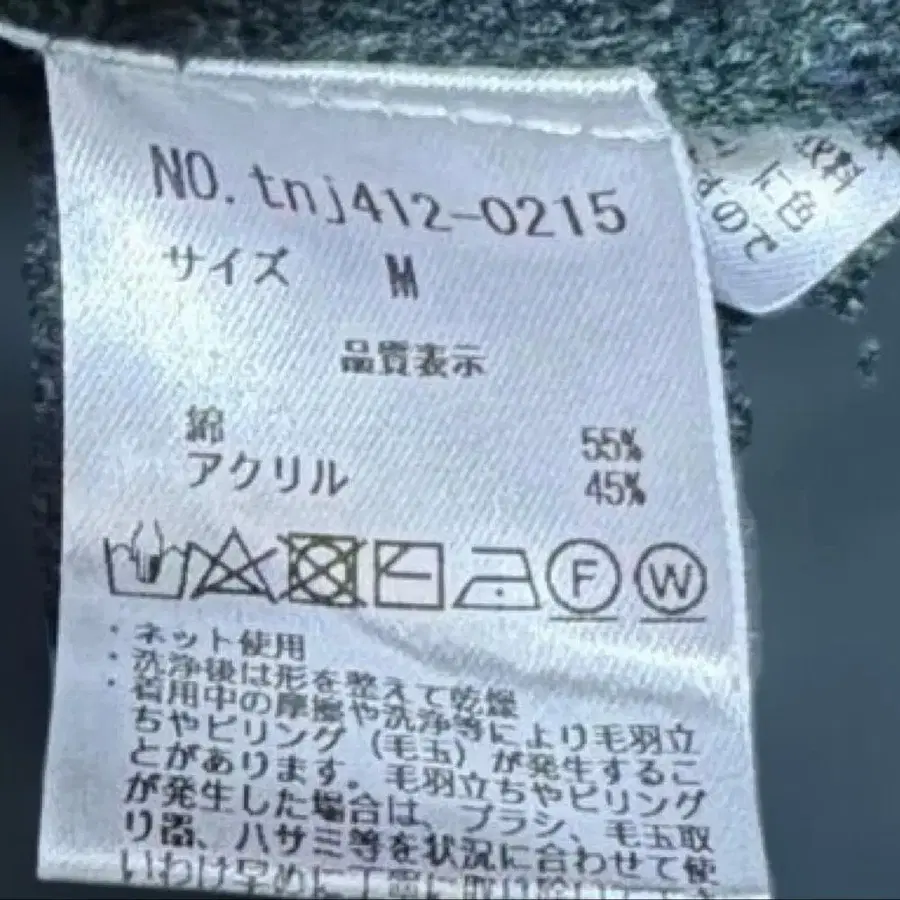 NO.tnj412-0215
サイズ M
品質表示
綿 55%
アクリル 45%
F W
・ネット使用
・洗浄後は形を整えて乾燥
・着用中の摩擦や洗浄等により毛羽立
ちやピリング（毛玉）が発生するこ
とがあります。毛羽立ちやピリング
が発生した場合は、ブラシ、毛玉取
り器、ハサミ等を状況に合わせて使
に色
ので